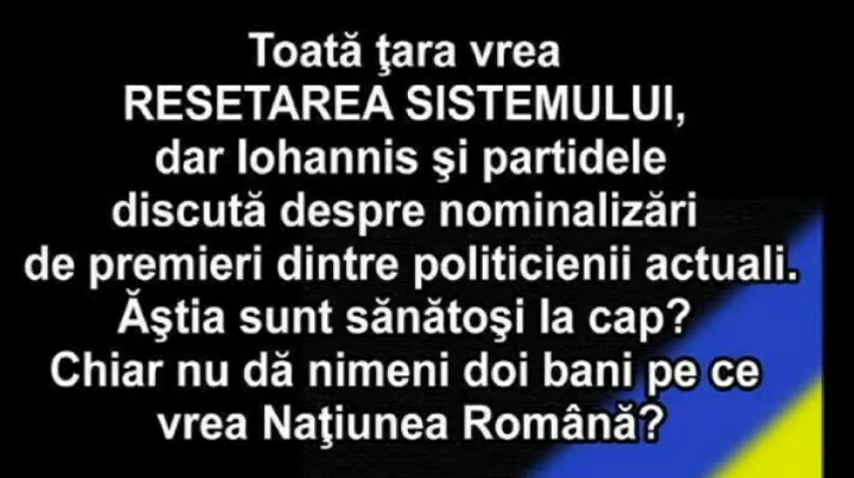 Toată ţara vrea
RESETAREA SISTEMULUI,
dar Iohannis şi partidele
discută despre nominalizări
de premieri dintre politicienii actuali.
Ăştia sunt sănătoşi la cap?
Chiar nu dă nimeni doi bani pe ce
vrea Naţiunea Română?